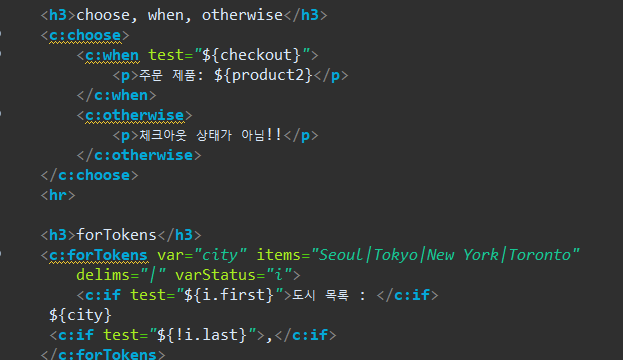 <h3>choose, when, otherwise</h3>
<c:choose>
<c:when test="${checkout}">
<p>주문 제품: ${product2}</p>
</c:when>
<c:otherwise>
<p>체크아웃 상태가 아님!!</p>
</c:otherwise>
</c:choose>
<hr>
<h3>forTokens</h3>
<c:forTokens var="city" items="Seoul|Tokyo|New York|Toronto"
delims="|" varStatus="i">
<c:if test="${i.first}">도시 목록 : </c:if>
${city}
<c:if test="${!i.last}">,</c:if>
</c:forTokens>